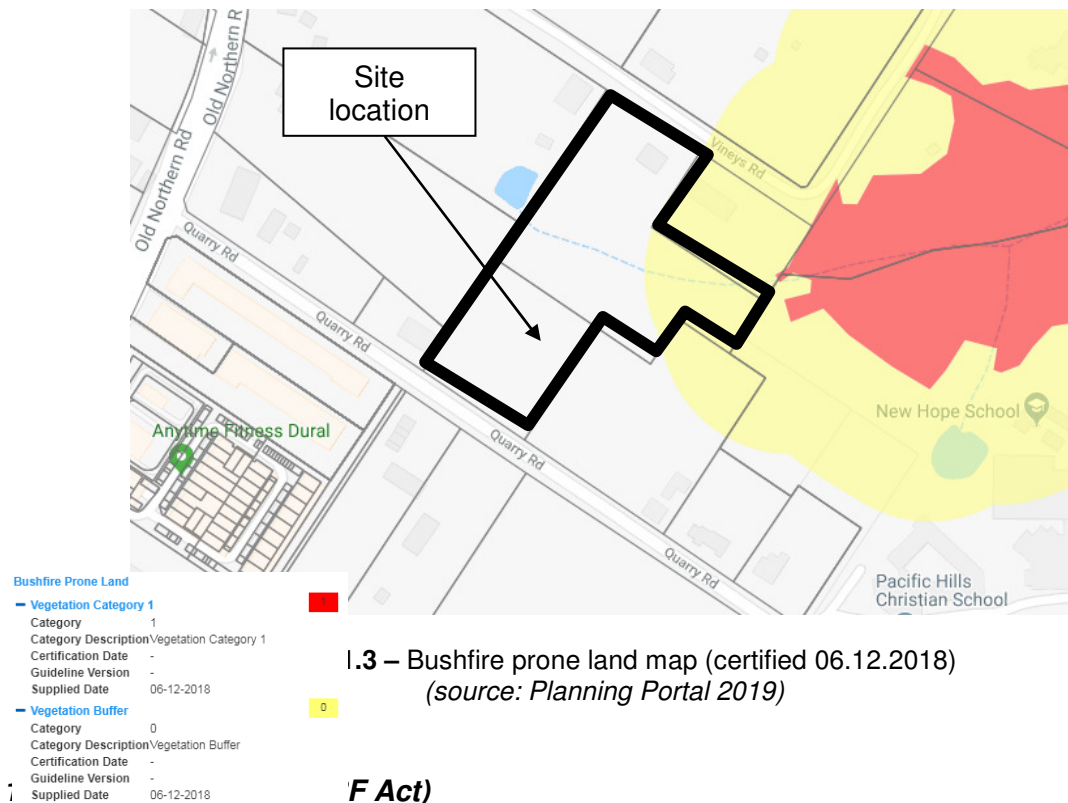 Site
location
Old Northern R
Old Northern Rd
Vineys Rd
Quarry Rd
Quarry Rd
Anytime Fitness Dural
New Hope School
Quarry Rd
Quarry Rd
Pacific Hills
Christian School
Bushfire Prone Land
Vegetation Category 1
Category 1
Category Description Vegetation Category 1
Certification Date -
Guideline Version -
Supplied Date 06-12-2018
Vegetation Buffer 0
Category 0
Category Description Vegetation Buffer
Certification Date -
Guideline Version -
Supplied Date 06-12-2018
1.3 – Bushfire prone land map (certified 06.12.2018)
(source: Planning Portal 2019)
F Act)